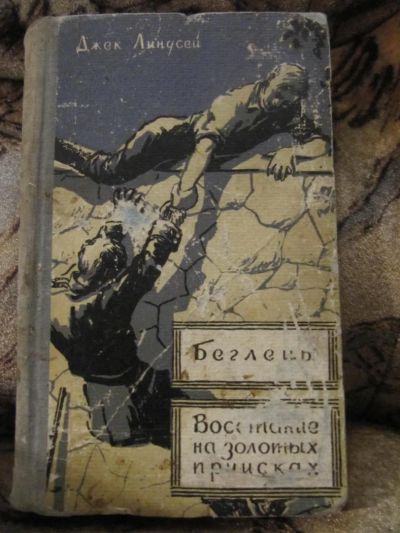 Джек Линдсей
Беглецы
Восстание
на золотых
приисках